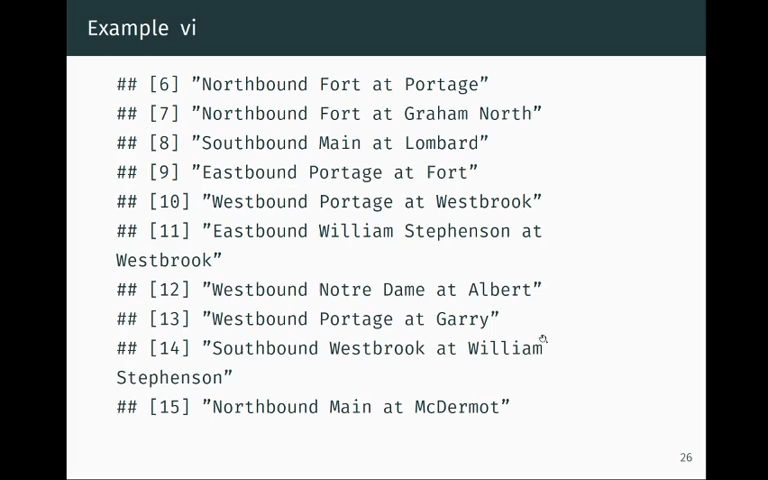 Example vi
## [6] ”Northbound Fort at Portage”
## [7] ”Northbound Fort at Graham North”
## [8] ”Southbound Main at Lombard”
## [9] ”Eastbound Portage at Fort”
## [10] ”Westbound Portage at Westbrook”
## [11] ”Eastbound William Stephenson at
Westbrook”
## [12] ”Westbound Notre Dame at Albert”
## [13] ”Westbound Portage at Garry”
## [14] ”Southbound Westbrook at William
Stephenson”
## [15] ”Northbound Main at McDermot”
26